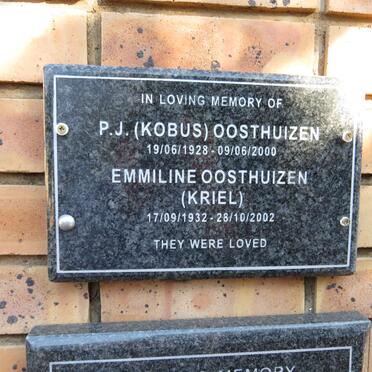 IN LOVING MEMORY OF
P.J. (KOBUS) OOSTHUIZEN
19/06/1928 - 09/06/2000
EMMILINE OOSTHUIZEN
(KRIEL)
17/09/1932 - 28/10/2002
THEY WERE LOVED
MEMORY